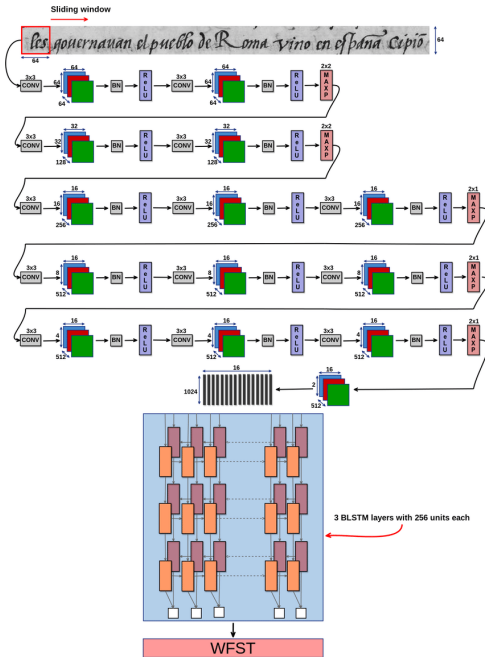 Sliding window
les gouernauan el pueblo de Roma vino en españa Cipiõ
64
64
3x3 CONV 64 64 64 BN ReLU 3x3 CONV 64 64 64 BN ReLU 2x2 MAXP
3x3 CONV 32 32 128 BN ReLU 3x3 CONV 32 32 128 BN ReLU 2x2 MAXP
3x3 CONV 16 16 256 BN ReLU 3x3 CONV 16 16 256 BN ReLU 3x3 CONV 16 16 256 BN ReLU 2x1 MAXP
3x3 CONV 16 8 512 BN ReLU 3x3 CONV 16 8 512 BN ReLU 3x3 CONV 16 8 512 BN ReLU 2x1 MAXP
3x3 CONV 16 4 512 BN ReLU 3x3 CONV 16 4 512 BN ReLU 3x3 CONV 16 4 512 BN ReLU 2x1 MAXP
16 1024 16 2 512
3 BLSTM layers with 256 units each
WFST